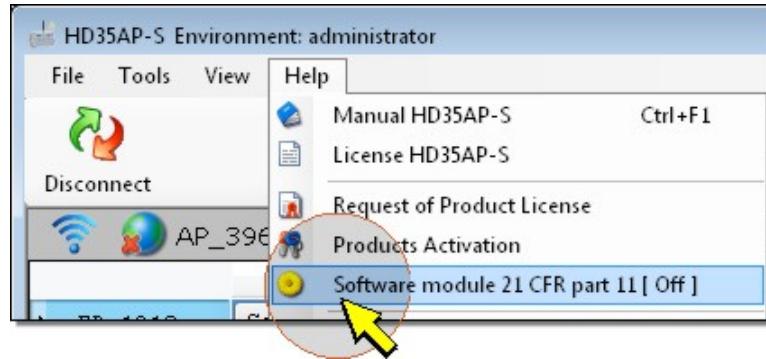 HD35AP-S Environment: administrator
File Tools View Help
Manual HD35AP-S Ctrl+F1
License HD35AP-S
Disconnect
Request of Product License
AP_396
Products Activation
Software module 21 CFR part 11 [ Off ]